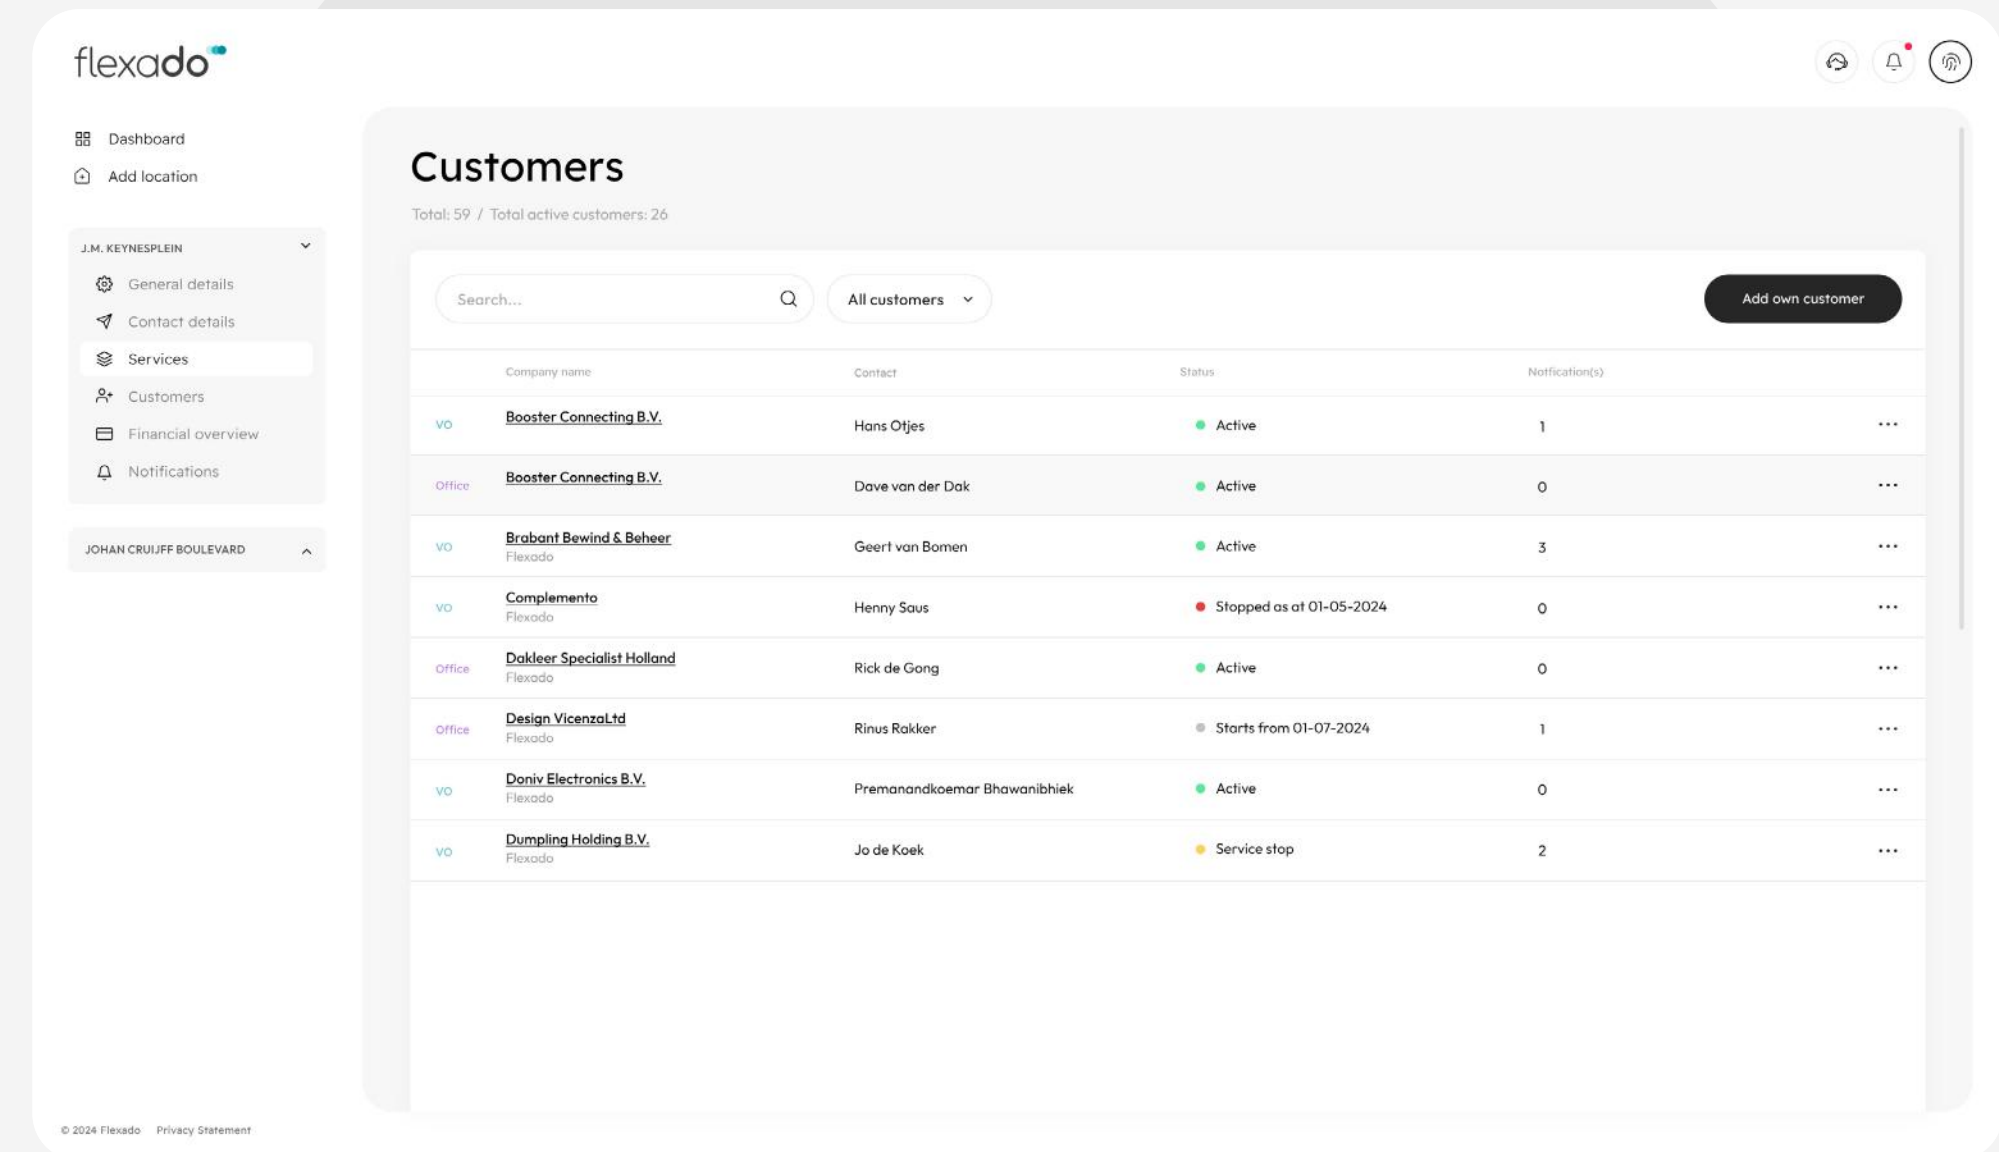 flexado
Dashboard
Add location
J.M. KEYNESPLEIN
General details
Contact details
Services
Customers
Financial overview
Notifications
JOHAN CRUIJFF BOULEVARD
Customers
Total: 59 / Total active customers: 26
Search...
All customers
Add own customer
Company name Contact Status Notfication(s)
VO Booster Connecting B.V. Hans Otjes Active 1
Office Booster Connecting B.V. Dave van der Dak Active 0
VO Brabant Bewind & Beheer Geert van Bomen Active 3
Flexado
VO Complemento Henny Saus Stopped as at 01-05-2024 0
Flexado
Office Dakleer Specialist Holland Rick de Gong Active 0
Flexado
Office Design VicenzaLtd Rinus Rakker Starts from 01-07-2024 1
Flexado
VO Doniv Electronics B.V. Premanandkoemar Bhawanibhiek Active 0
Flexado
VO Dumpling Holding B.V. Jo de Koek Service stop 2
Flexado
© 2024 Flexado Privacy Statement